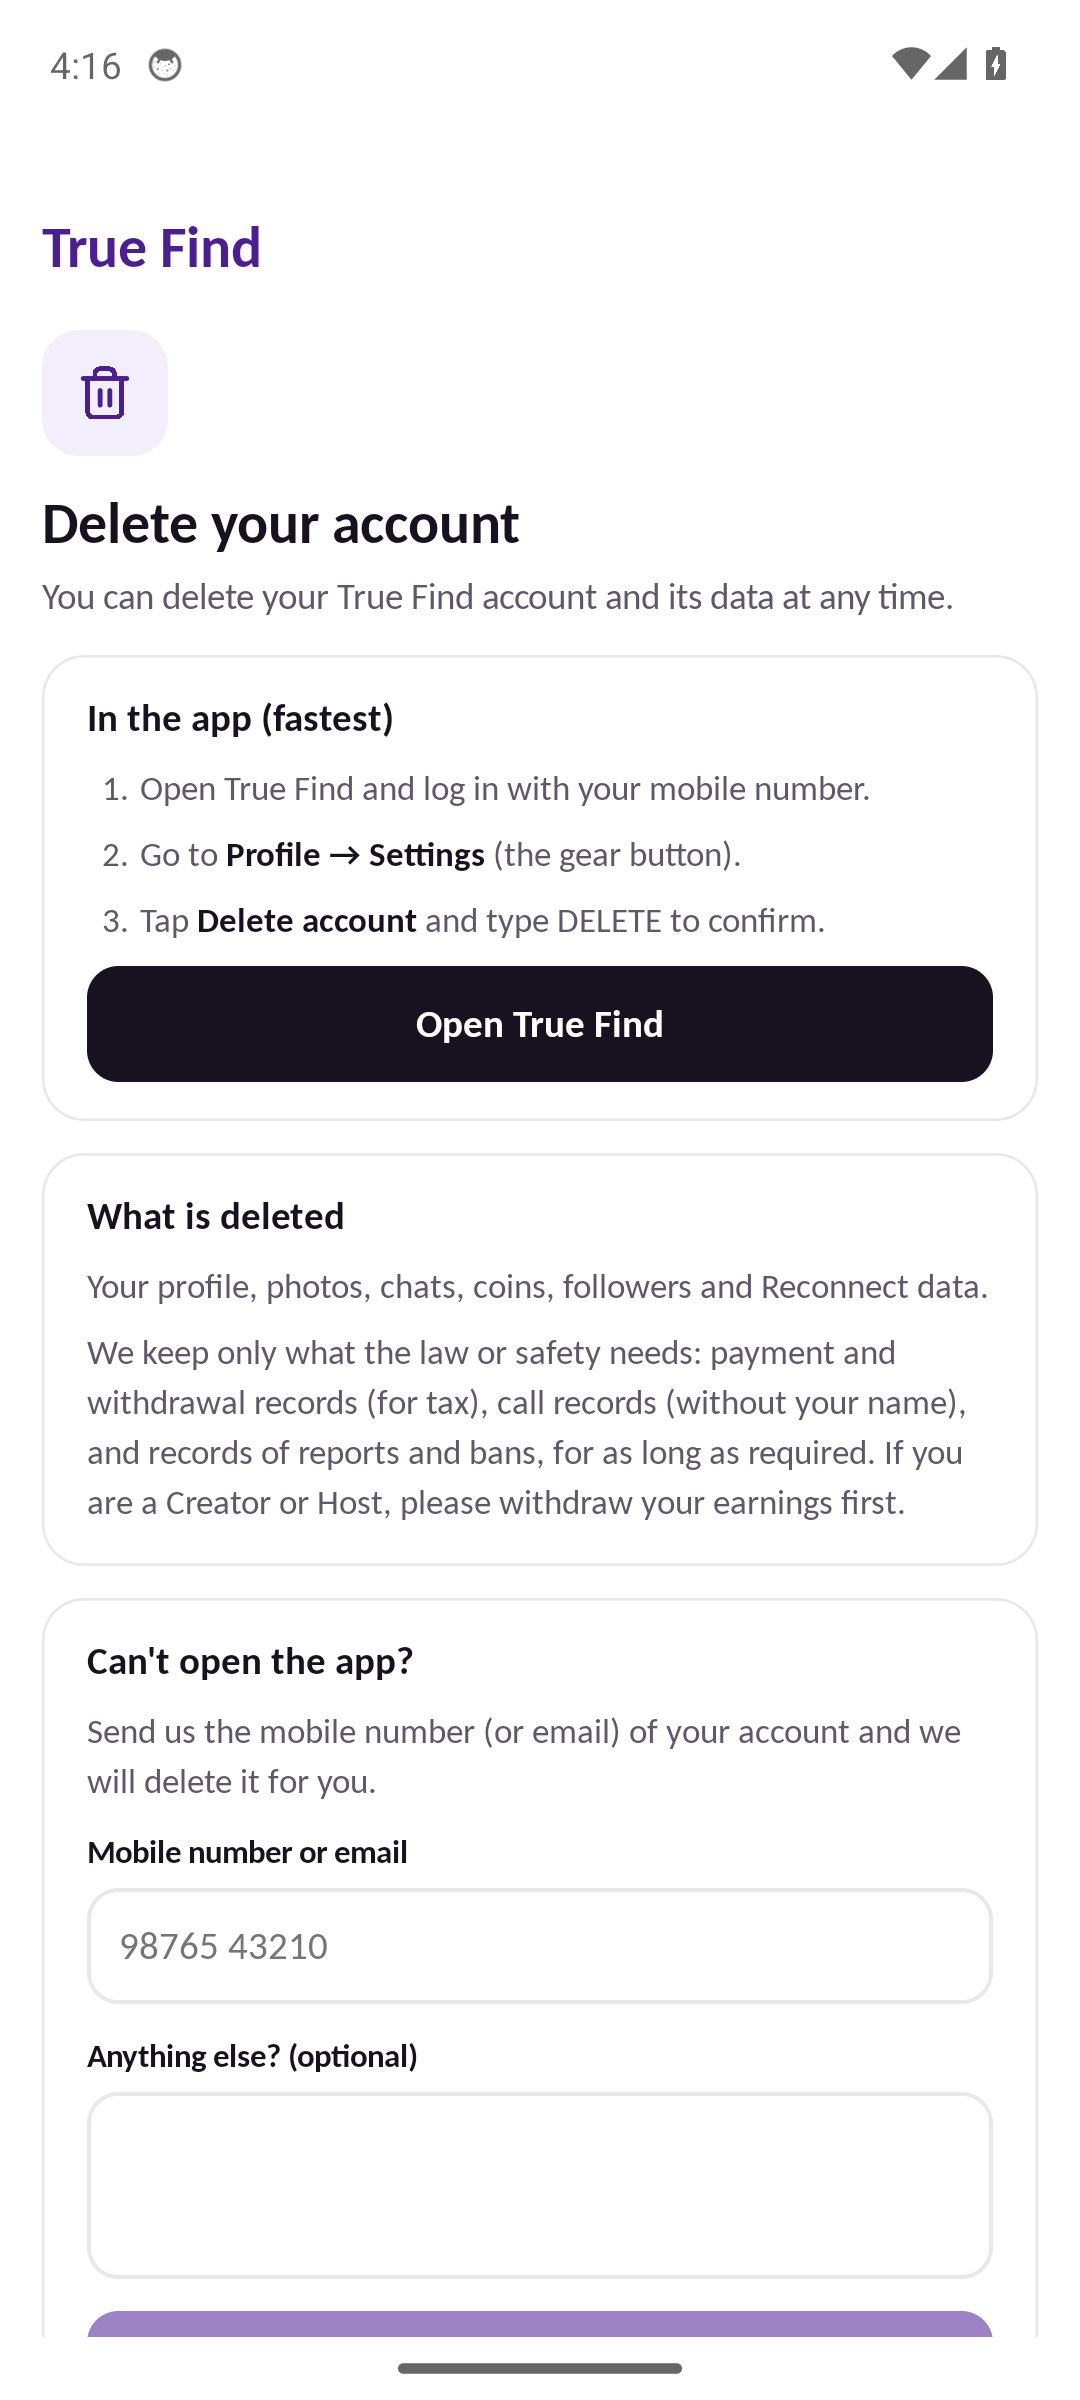 4:16
True Find
Delete your account
You can delete your True Find account and its data at any time.
In the app (fastest)
1. Open True Find and log in with your mobile number.
2. Go to Profile → Settings (the gear button).
3. Tap Delete account and type DELETE to confirm.
Open True Find
What is deleted
Your profile, photos, chats, coins, followers and Reconnect data.
We keep only what the law or safety needs: payment and
withdrawal records (for tax), call records (without your name),
and records of reports and bans, for as long as required. If you
are a Creator or Host, please withdraw your earnings first.
Can't open the app?
Send us the mobile number (or email) of your account and we
will delete it for you.
Mobile number or email
98765 43210
Anything else? (optional)